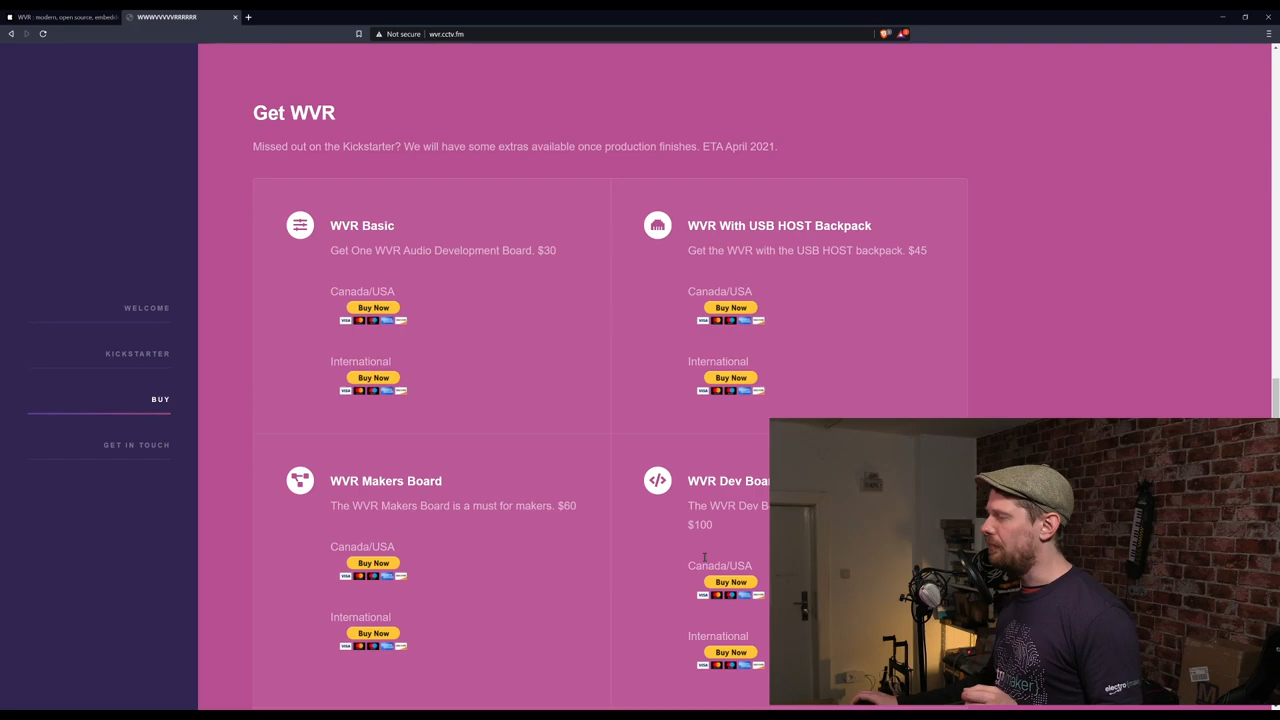 WVR : modern, open source, embedd
WWWVVVVVRRRRRR
Not secure
wvr.cctv.fm
WELCOME
KICKSTARTER
BUY
GET IN TOUCH
Get WVR
Missed out on the Kickstarter? We will have some extras available once production finishes. ETA April 2021.
WVR Basic
Get One WVR Audio Development Board. $30
Canada/USA
Buy Now
International
Buy Now
WVR With USB HOST Backpack
Get the WVR with the USB HOST backpack. $45
Canada/USA
Buy Now
International
Buy Now
WVR Makers Board
The WVR Makers Board is a must for makers. $60
Canada/USA
Buy Now
International
Buy Now
WVR Dev Boa
The WVR Dev B
$100
Canada/USA
Buy Now
International
Buy Now
electro